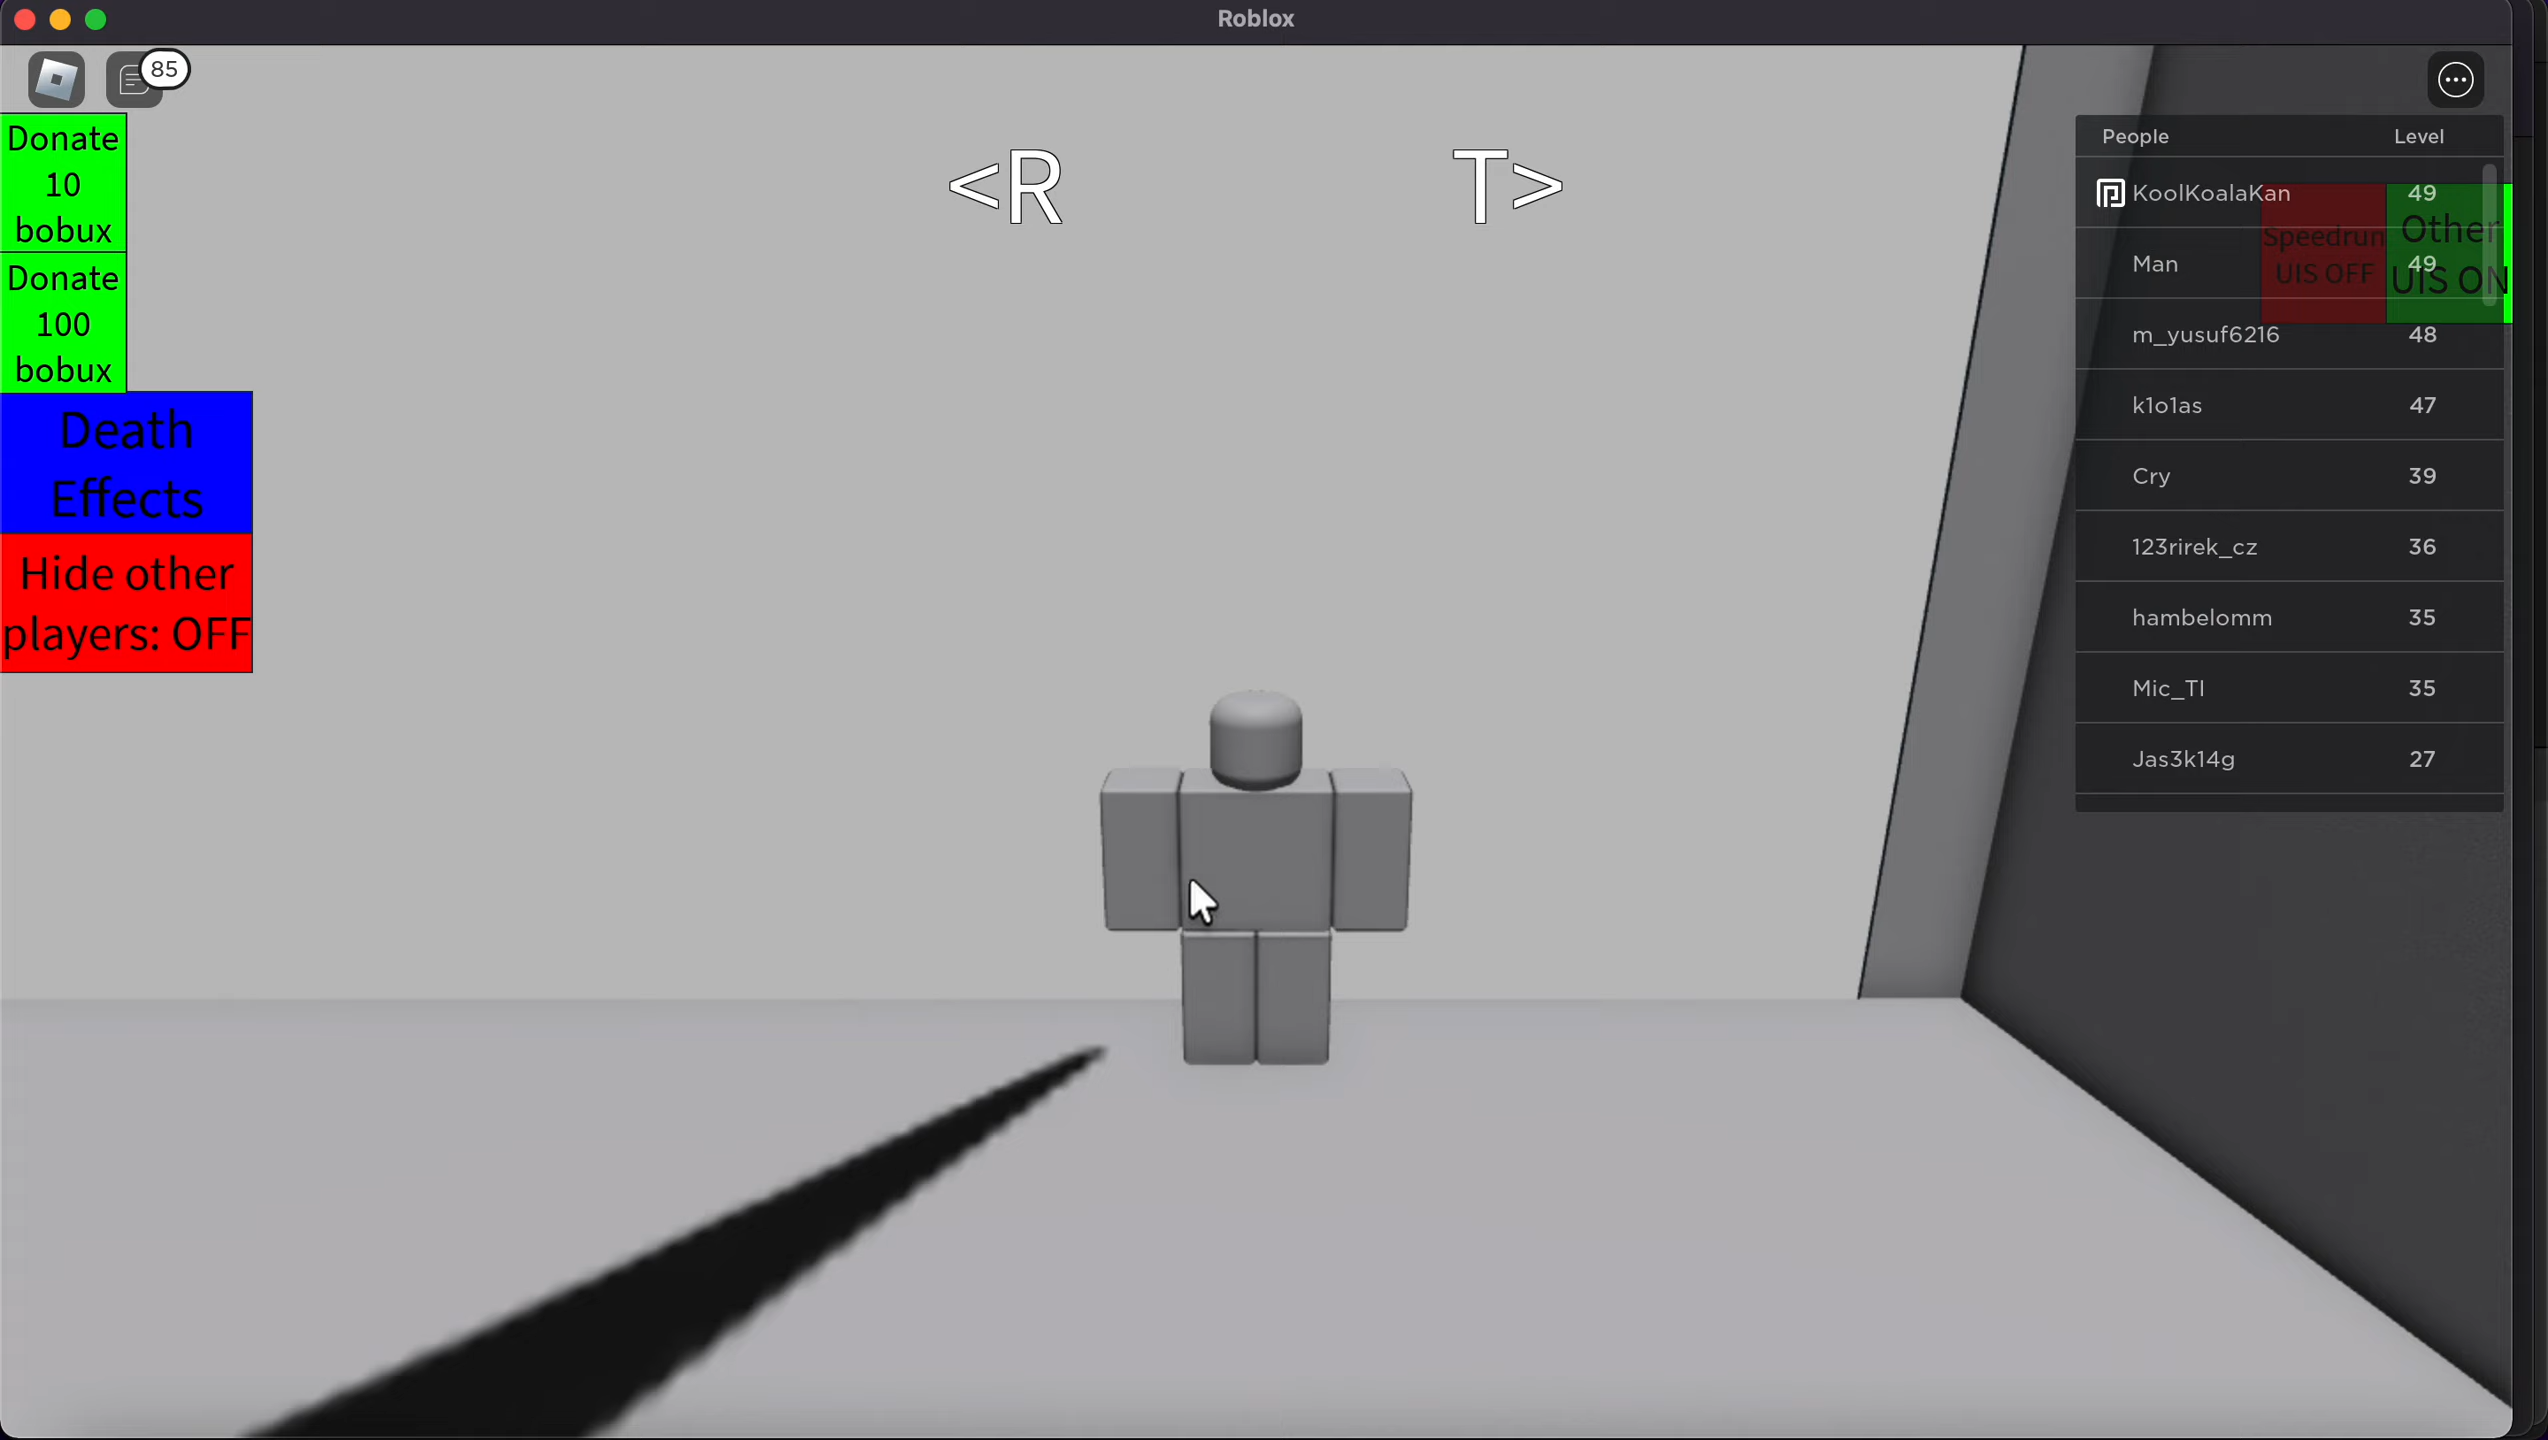 Roblox
85
Donate
10
bobux
Donate
100
bobux
Death
Effects
Hide other
players: OFF
<R
T>
People Level
KoolKoalaKan 49
Man 49
m_yusuf6216 48
k1o1as 47
Cry 39
123rirek_cz 36
hambelomm 35
Mic_TI 35
Jas3k14g 27
Speedrun
UIS OFF
Other
UIS ON